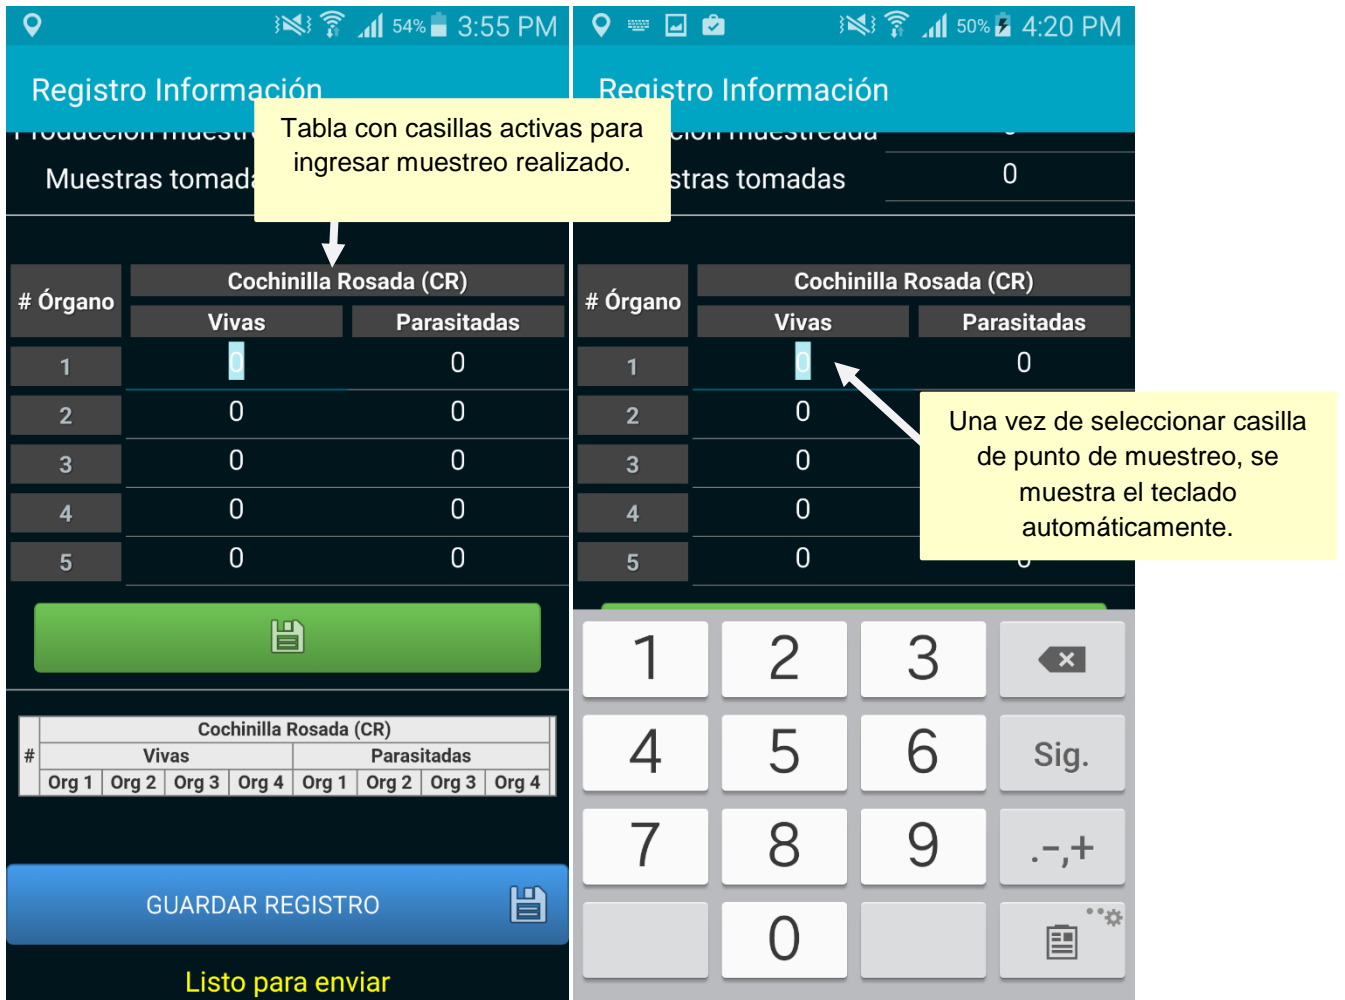 54% 3:55 PM
Registro Información
Muestras
# Órgano
Cochinilla Rosada (CR)
Vivas Parasitadas
1 0 0
2 0 0
3 0 0
4 0 0
5 0 0
Cochinilla Rosada (CR)
# Vivas Parasitadas
Org 1 Org 2 Org 3 Org 4 Org 1 Org 2 Org 3 Org 4
GUARDAR REGISTRO
Listo para enviar
Tabla con casillas activas para
ingresar muestreo realizado.
50% 4:20 PM
Registro Información
muestreada
tomadas 0
# Órgano
Cochinilla Rosada (CR)
Vivas Parasitadas
1 0 0
2 0
3 0
4 0
5 0
Una vez de seleccionar casilla
de punto de muestreo, se
muestra el teclado
automáticamente.
1 2 3
4 5 6 Sig.
7 8 9 .-,+
0